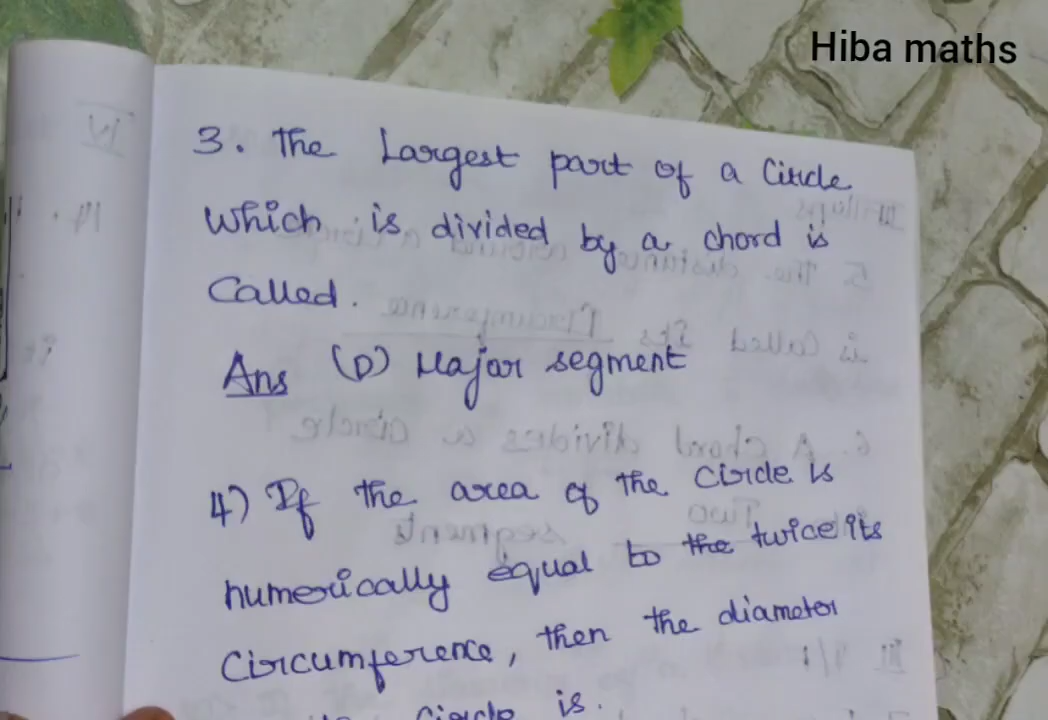 Hiba maths
3. The Largest part of a Circle
which is divided by a chord is
Called.
Ans (D) Major segment
4) If the area of the circle is
numerically equal to the twice its
Circumference, then the diameter
circle is.